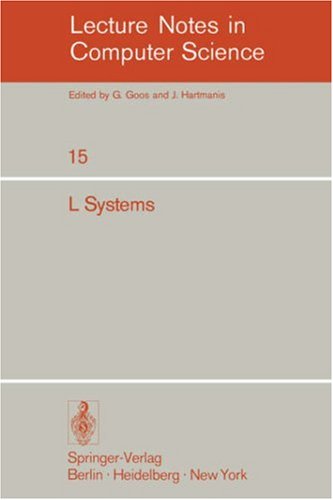 Lecture Notes in
Computer Science
Edited by G. Goos and J. Hartmanis
15
L Systems
Springer-Verlag
Berlin · Heidelberg · New York